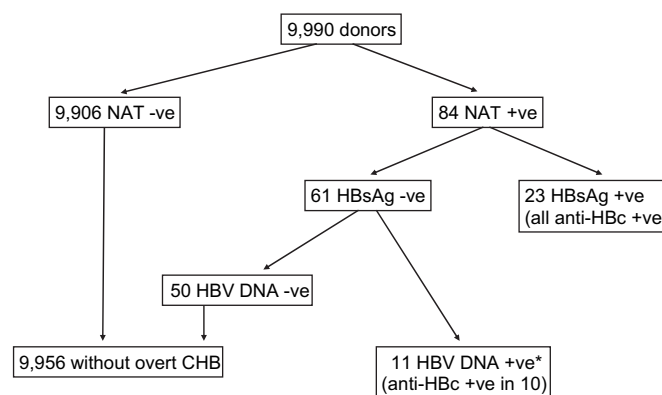 9,990 donors
9,906 NAT -ve
84 NAT +ve
61 HBsAg -ve
23 HBsAg +ve
(all anti-HBc +ve
50 HBV DNA -ve
9,956 without overt CHB
11 HBV DNA +ve*
(anti-HBc +ve in 10)